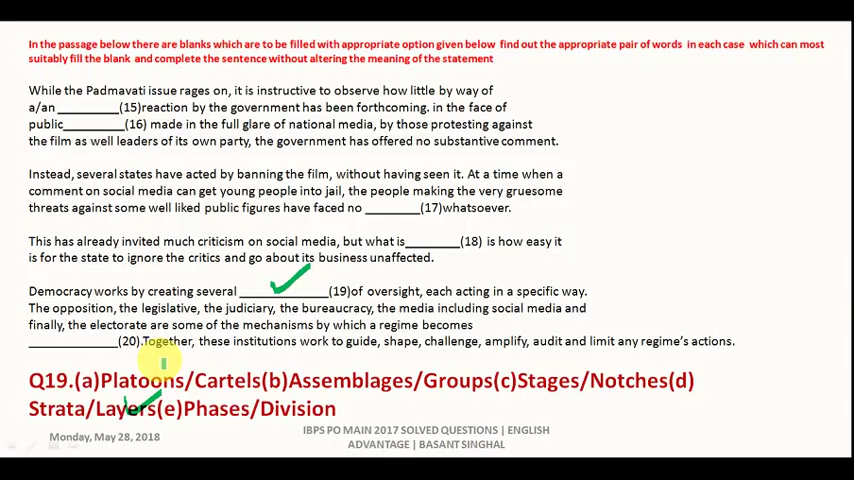 In the passage below there are blanks which are to be filled with appropriate option given below find out the appropriate pair of words in each case which can most
suitably fill the blank and complete the sentence without altering the meaning of the statement
While the Padmavati issue rages on, it is instructive to observe how little by way of
a/an __________(15)reaction by the government has been forthcoming. in the face of
public__________(16) made in the full glare of national media, by those protesting against
the film as well leaders of its own party, the government has offered no substantive comment.
Instead, several states have acted by banning the film, without having seen it. At a time when a
comment on social media can get young people into jail, the people making the very gruesome
threats against some well liked public figures have faced no _________(17)whatsoever.
This has already invited much criticism on social media, but what is_________(18) is how easy it
is for the state to ignore the critics and go about its business unaffected.
Democracy works by creating several ______________(19)of oversight, each acting in a specific way.
The opposition, the legislative, the judiciary, the bureaucracy, the media including social media and
finally, the electorate are some of the mechanisms by which a regime becomes
______________(20).Together, these institutions work to guide, shape, challenge, amplify, audit and limit any regime's actions.
Q19.(a)Platoons/Cartels(b)Assemblages/Groups(c)Stages/Notches(d)
Strata/Layers(e)Phases/Division
Monday, May 28, 2018
IBPS PO MAIN 2017 SOLVED QUESTIONS | ENGLISH
ADVANTAGE | BASANT SINGHAL